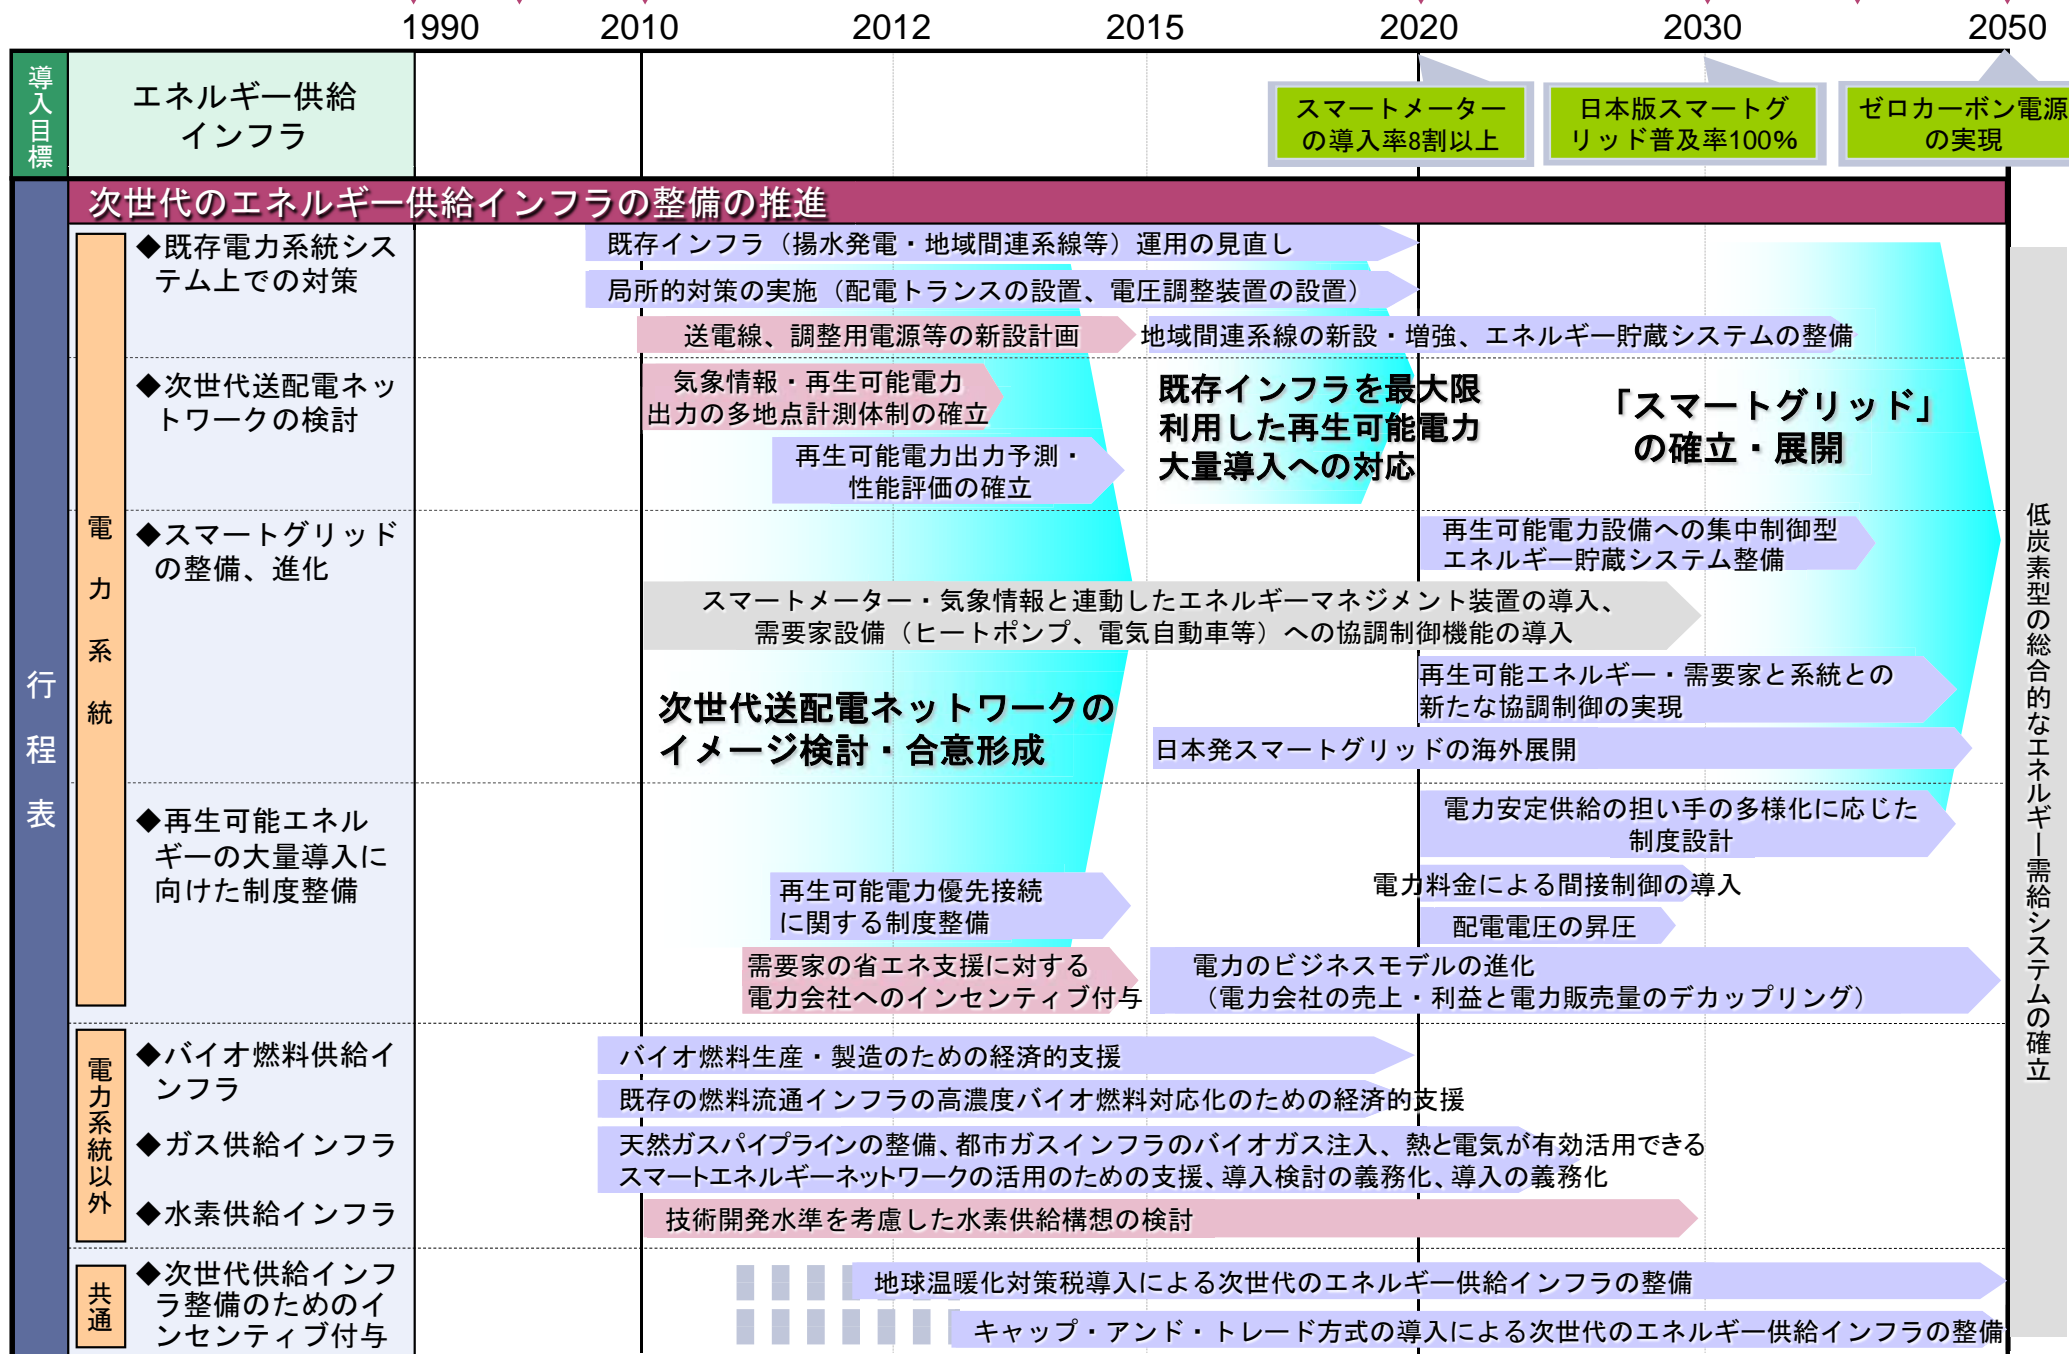 1990 2010 2012 2015 2020 2030 2050
導入目標
エネルギー供給
インフラ
スマートメーター
の導入率8割以上
日本版スマートグ
リッド普及率100%
ゼロカーボン電源
の実現
行程表
次世代のエネルギー供給インフラの整備の推進
電力系統
◆既存電力系統シス
テム上での対策
既存インフラ（揚水発電・地域間連系線等）運用の見直し
局所的対策の実施（配電トランスの設置、電圧調整装置の設置）
送電線、調整用電源等の新設計画
地域間連系線の新設・増強、エネルギー貯蔵システムの整備
◆次世代送配電ネッ
トワークの検討
気象情報・再生可能電力
出力の多地点計測体制の確立
再生可能電力出力予測・
性能評価の確立
既存インフラを最大限
利用した再生可能電力
大量導入への対応
「スマートグリッド」
の確立・展開
◆スマートグリッド
の整備、進化
再生可能電力設備への集中制御型
エネルギー貯蔵システム整備
スマートメーター・気象情報と連動したエネルギーマネジメント装置の導入、
需要家設備（ヒートポンプ、電気自動車等）への協調制御機能の導入
再生可能エネルギー・需要家と系統との
新たな協調制御の実現
次世代送配電ネットワークの
イメージ検討・合意形成
日本発スマートグリッドの海外展開
◆再生可能エネル
ギーの大量導入に
向けた制度整備
電力安定供給の担い手の多様化に応じた
制度設計
再生可能電力優先接続
に関する制度整備
電力料金による間接制御の導入
配電電圧の昇圧
需要家の省エネ支援に対する
電力会社へのインセンティブ付与
電力のビジネスモデルの進化
（電力会社の売上・利益と電力販売量のデカップリング）
電力系統以外
◆バイオ燃料供給イ
ンフラ
バイオ燃料生産・製造のための経済的支援
既存の燃料流通インフラの高濃度バイオ燃料対応化のための経済的支援
◆ガス供給インフラ
天然ガスパイプラインの整備、都市ガスインフラのバイオガス注入、熱と電気が有効活用できる
スマートエネルギーネットワークの活用のための支援、導入検討の義務化、導入の義務化
◆水素供給インフラ
技術開発水準を考慮した水素供給構想の検討
共通
◆次世代供給インフ
ラ整備のためのイ
ンセンティブ付与
地球温暖化対策税導入による次世代のエネルギー供給インフラの整備
キャップ・アンド・トレード方式の導入による次世代のエネルギー供給インフラの整備
低炭素型の総合的なエネルギー需給システムの確立